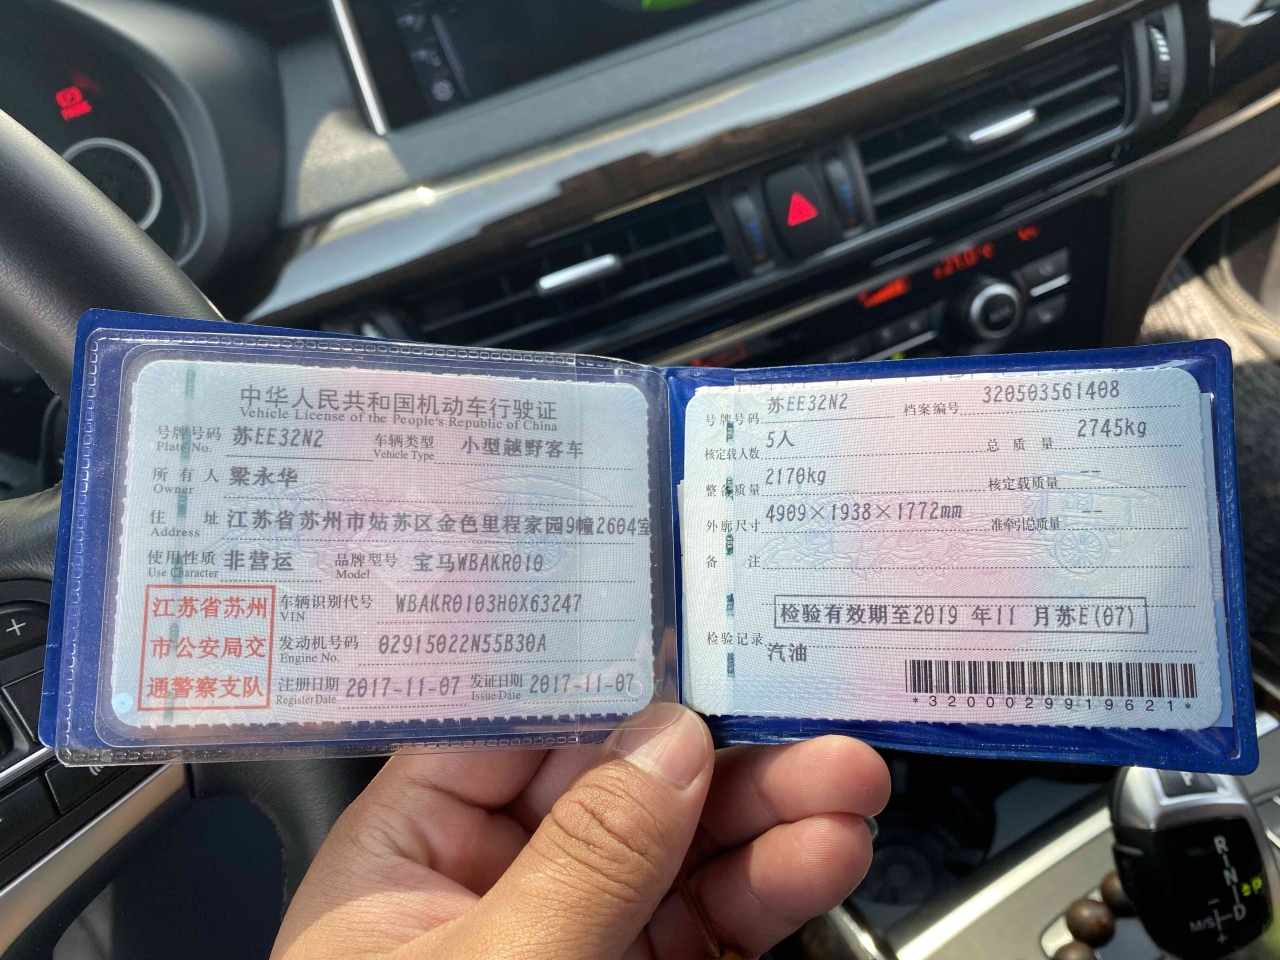 中华人民共和国机动车行驶证
Vehicle License of the People's Republic of China
号牌号码 苏EE32N2 车辆类型 小型越野客车
Plate No. Vehicle Type
所有人 梁永华
Owner
住址 江苏省苏州市姑苏区金色里程家园9幢2604室
Address
使用性质 非营运 品牌型号 宝马WBAKR010
Use Character Model
江苏省苏州
市公安局交
通警察支队
车辆识别代号 WBAKR0103H0X63247
VIN
发动机号码 02915022N55B30A
Engine No.
注册日期 2017-11-07 发证日期 2017-11-07
Register Date Issue Date
号牌号码 苏EE32N2 档案编号 320503561408
核定载人数 5人 总质量 2745kg
整备质量 2170kg 核定载质量 --
外廓尺寸 4909×1938×1772mm 准牵引总质量 --
备注
检验有效期至2019 年11 月苏E(07)
检验记录
汽油
*3200029919621*
R
N
D
M/S
+